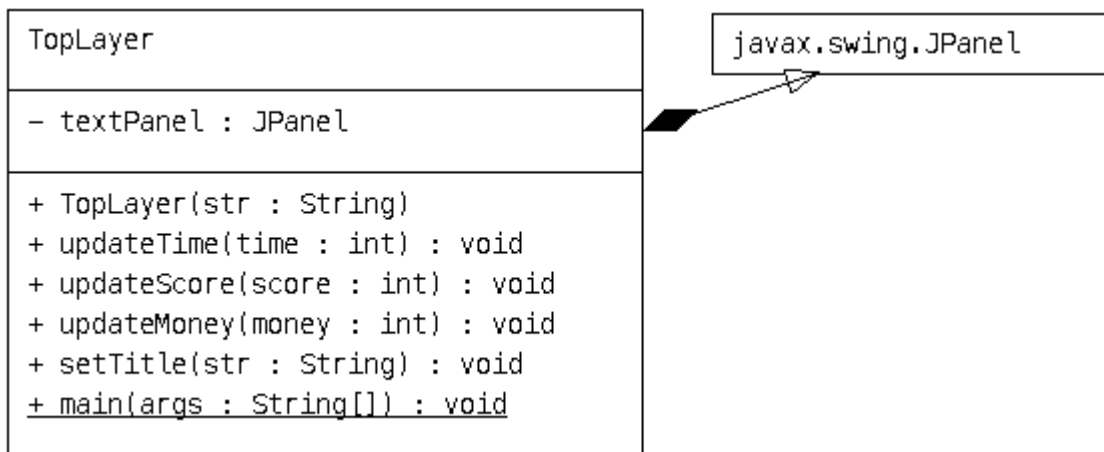 TopLayer
javax.swing.JPanel
– textPanel : JPanel
+ TopLayer(str : String)
+ updateTime(time : int) : void
+ updateScore(score : int) : void
+ updateMoney(money : int) : void
+ setTitle(str : String) : void
+ main(args : String[]) : void